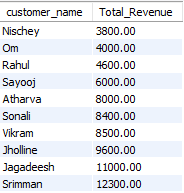 customer_name Total_Revenue
Nischey 3800.00
Om 4000.00
Rahul 4600.00
Sayooj 6000.00
Atharva 8000.00
Sonali 8400.00
Vikram 8500.00
Jholline 9600.00
Jagadeesh 11000.00
Srimman 12300.00